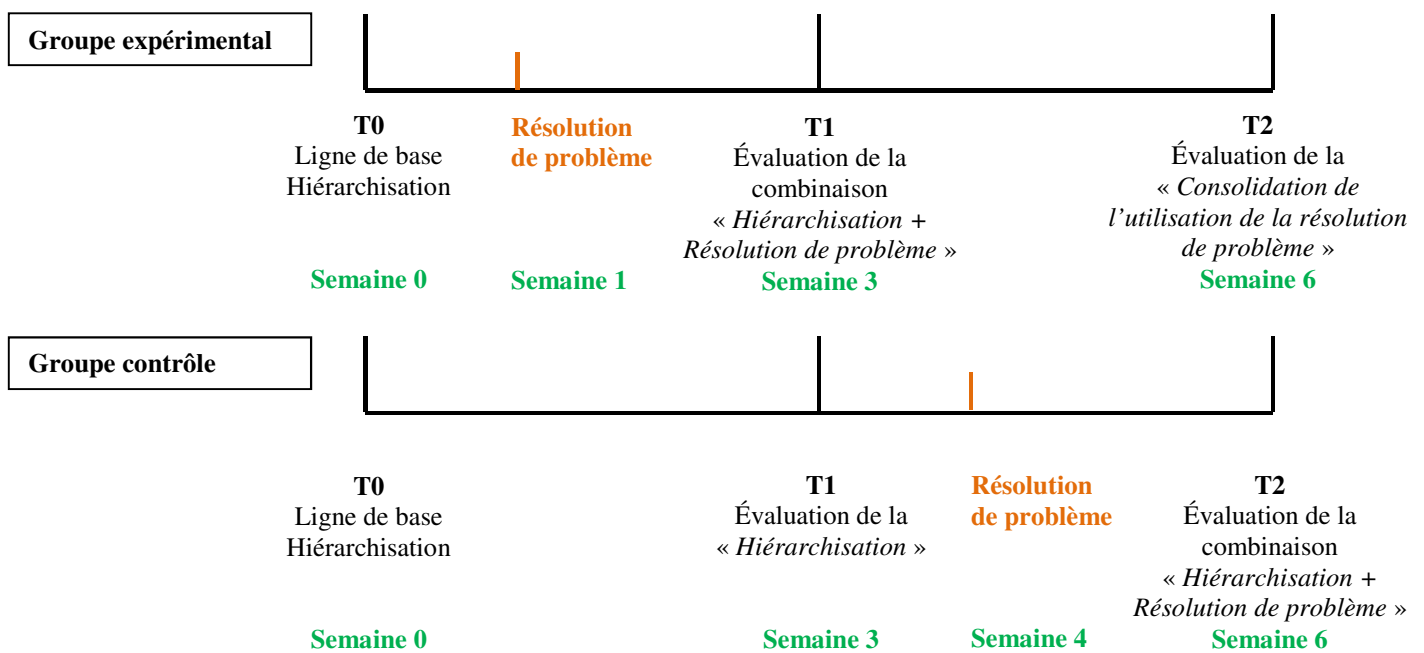 Groupe expérimental
T0
Ligne de base
Hiérarchisation
Semaine 0
Résolution
de problème
Semaine 1
T1
Évaluation de la
combinaison
« Hiérarchisation +
Résolution de problème »
Semaine 3
T2
Évaluation de la
« Consolidation de
l’utilisation de la résolution
de problème »
Semaine 6
Groupe contrôle
T0
Ligne de base
Hiérarchisation
Semaine 0
T1
Évaluation de la
« Hiérarchisation »
Semaine 3
Résolution
de problème
Semaine 4
T2
Évaluation de la
combinaison
« Hiérarchisation +
Résolution de problème »
Semaine 6